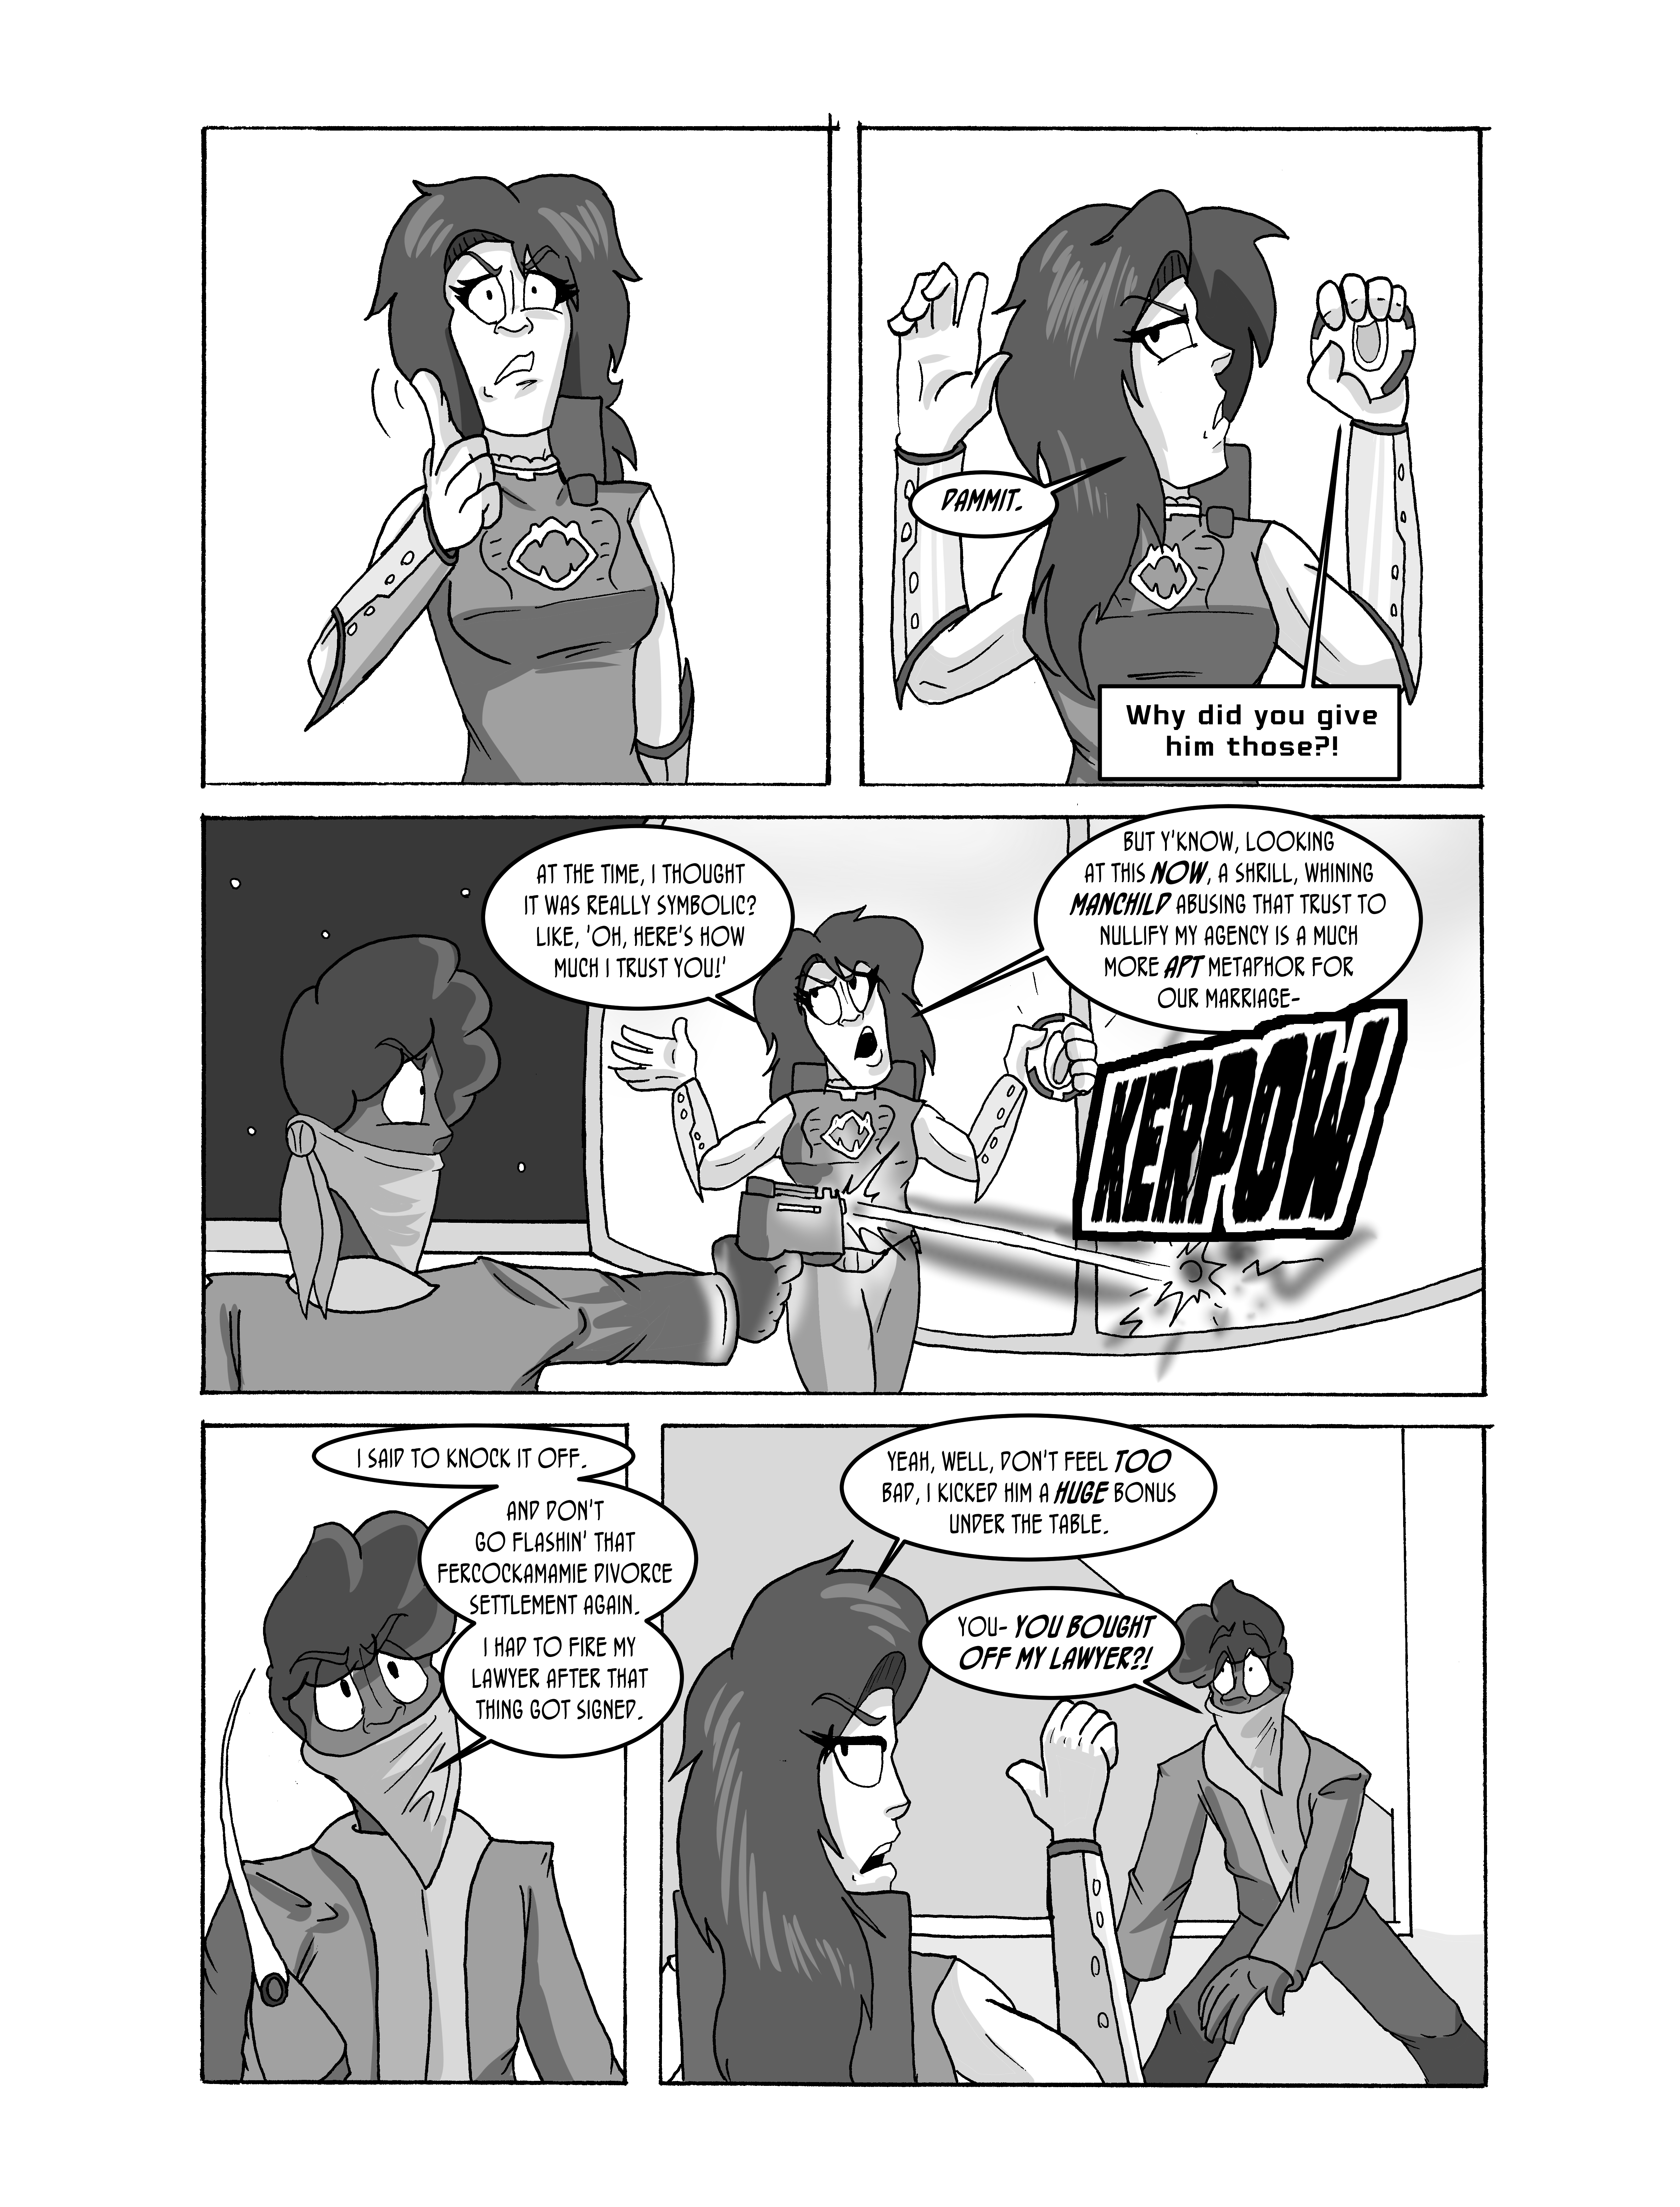 DAMMIT.
Why did you give
him those?!
AT THE TIME, I THOUGHT
IT WAS REALLY SYMBOLIC?
LIKE, 'OH, HERE'S HOW
MUCH I TRUST YOU!'
BUT Y'KNOW, LOOKING
AT THIS NOW, A SHRILL, WHINING
MANCHILD ABUSING THAT TRUST TO
NULLIFY MY AGENCY IS A MUCH
MORE APT METAPHOR FOR
OUR MARRIAGE-
KERPOW
I SAID TO KNOCK IT OFF.
AND DON'T
GO FLASHIN' THAT
FERCOCKAMAMIE DIVORCE
SETTLEMENT AGAIN.
I HAD TO FIRE MY
LAWYER AFTER THAT
THING GOT SIGNED.
YEAH, WELL, DON'T FEEL TOO
BAD, I KICKED HIM A HUGE BONUS
UNDER THE TABLE.
YOU- YOU BOUGHT
OFF MY LAWYER?!